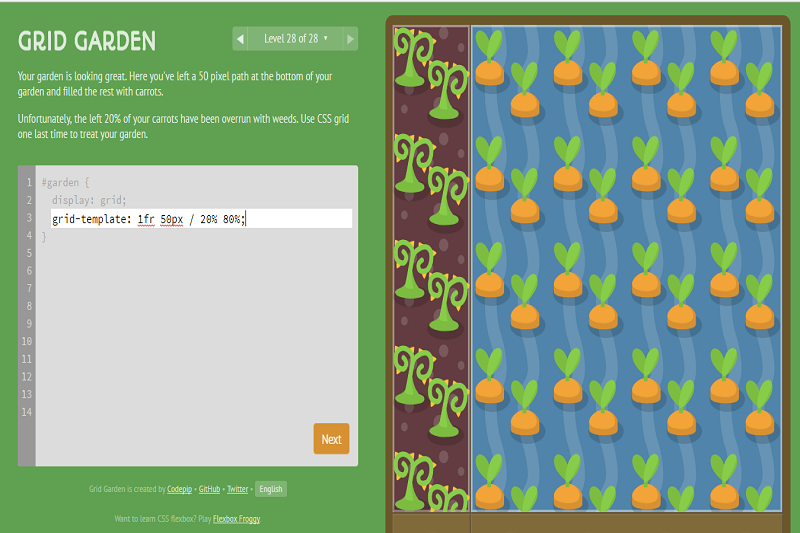 GRID GARDEN
◀ Level 28 of 28 ▼ ▶
Your garden is looking great. Here you've left a 50 pixel path at the bottom of your
garden and filled the rest with carrots.
Unfortunately, the left 20% of your carrots have been overrun with weeds. Use CSS grid
one last time to treat your garden.
1 #garden {
2 display: grid;
3 grid-template: 1fr 50px / 20% 80%;
4 }
5
6
7
8
9
10
11
12
13
14
Next
Grid Garden is created by Codepip • GitHub • Twitter • English
Want to learn CSS flexbox? Play Flexbox Froggy.